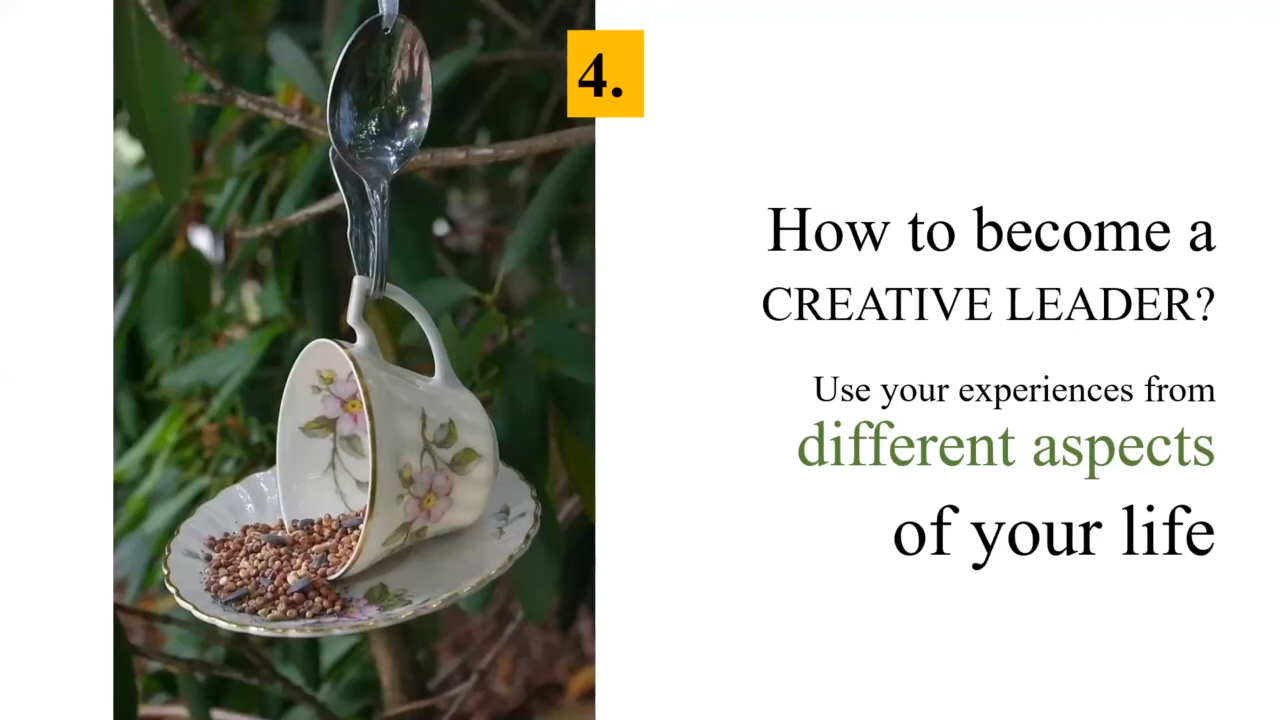 4.
How to become a
CREATIVE LEADER?
Use your experiences from
different aspects
of your life